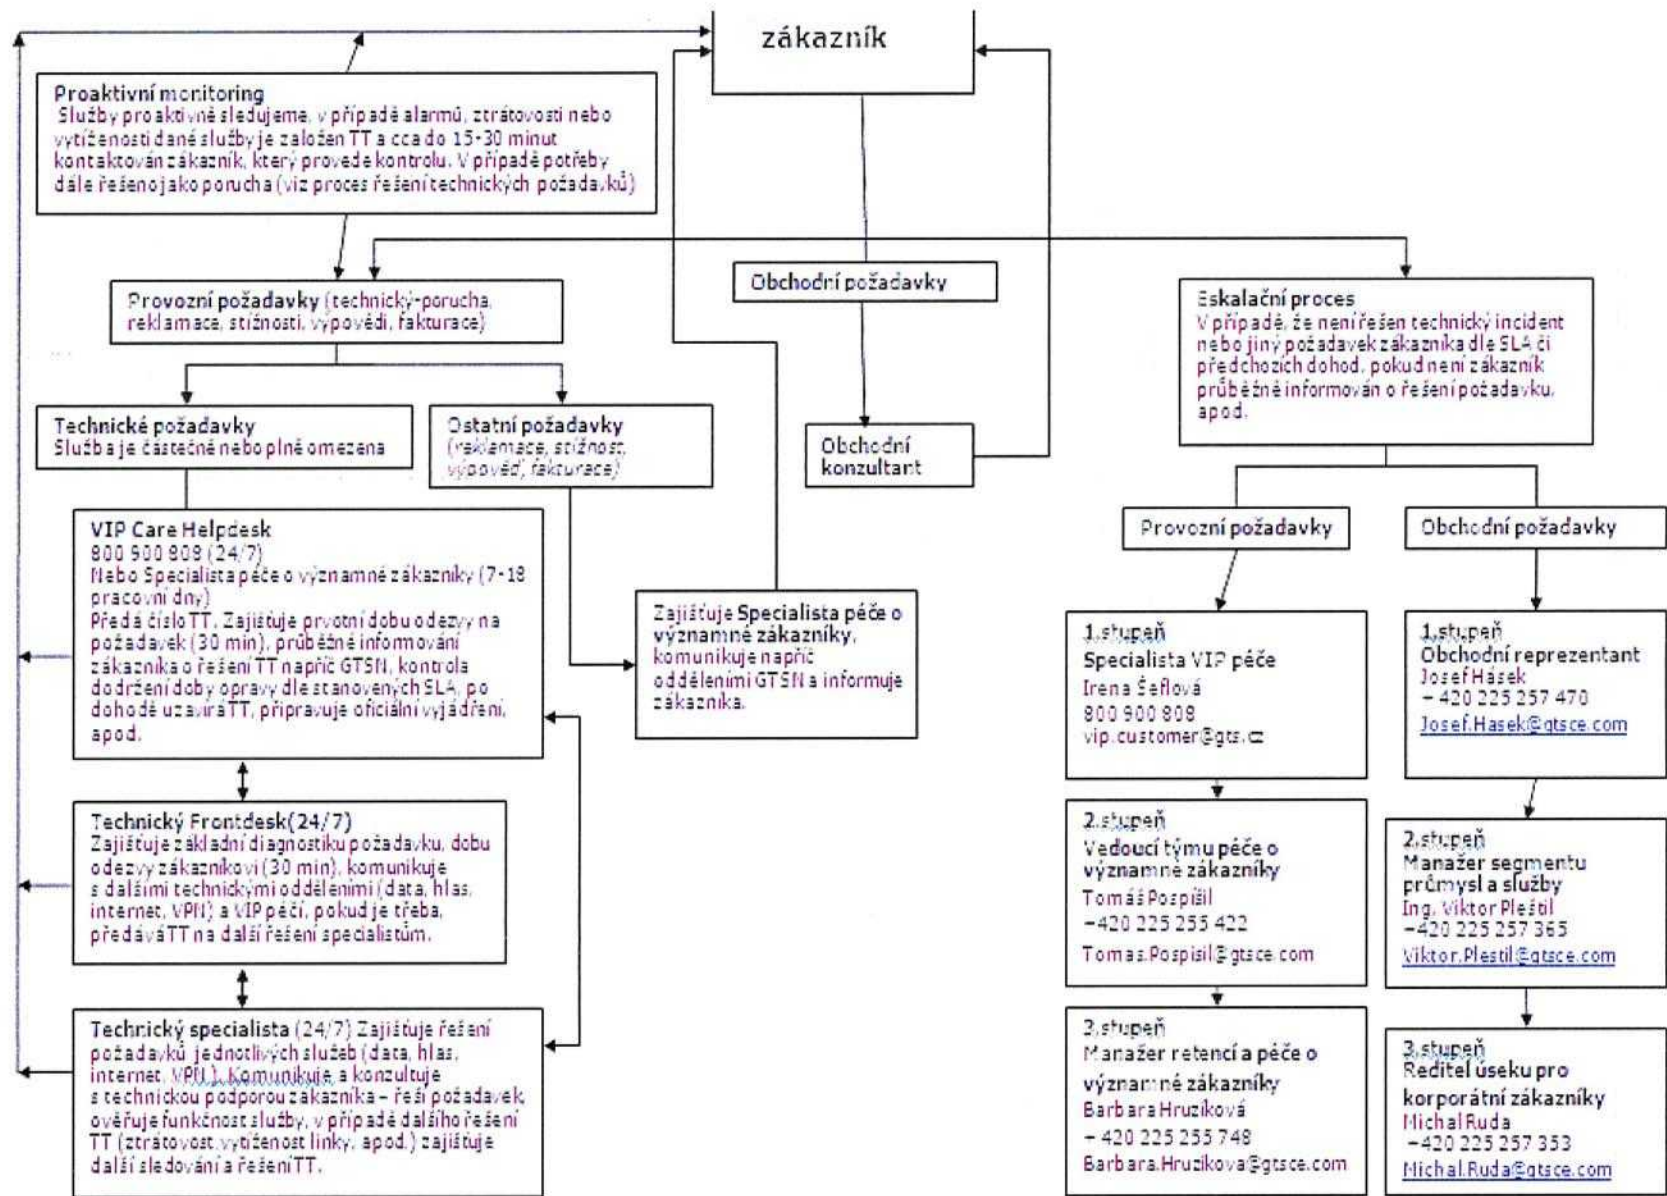 zákazník
Proaktivní monitoring
Služby proaktivně sledujeme, v případě alarmů, ztrátovosti nebo
vytíženosti dané služby je založen TT a cca do 15-30 minut
kontaktován zákazník, který provede kontrolu. V případě potřeby
dále řešeno jako porucha (viz proces řešení technických požadavků)
Provozní požadavky (technický-porucha,
reklamace, stížnosti, výpovědi, fakturace)
Obchodní požadavky
Eskalační proces
V případě, že není řešen technický incident
nebo jiný požadavek zákazníka dle SLA či
předchozích dohod, pokud není zákazník
průběžně informován o řešení požadavku,
apod.
Technické požadavky
Služba je částečně nebo plně omezena
Ostatní požadavky
(reklamace, stížnost,
výpověď, fakturace)
Obchodní
konzultant
VIP Care Helpdesk
800 900 808 (24/7)
Nebo Specialista péče o významné zákazníky (7-18
pracovní dny)
Předá číslo TT. Zajišťuje prvotní dobu odezvy na
požadavek (30 min), průběžné informování
zákazníka o řešení TT napříč GTSN, kontrola
dodržení doby opravy dle stanovených SLA, po
dohodě uzavírá TT, připravuje oficiální vyjádření,
apod.
Zajišťuje Specialista péče o
významné zákazníky,
komunikuje napříč
odděleními GTSN a informuje
zákazníka.
Technický Frontdesk(24/7)
Zajišťuje základní diagnostiku požadavku, dobu
odezvy zákazníkovi (30 min), komunikuje
s dalšími technickými odděleními (data, hlas,
internet, VPN) a VIP péčí, pokud je třeba,
předává TT na další řešení specialistům.
Technický specialista (24/7) Zajišťuje řešení
požadavků jednotlivých služeb (data, hlas,
internet, VPN ). Komunikuje a konzultuje
s technickou podporou zákazníka – řeší požadavek,
ověřuje funkčnost služby, v případě dalšího řešení
TT (ztrátovost, vytíženost linky, apod.) zajišťuje
další sledování a řešení TT.
Provozní požadavky
1.stupeň
Specialista VIP péče
Irena Šeflová
800 900 808
vip.customer@gts.cz
2.stupeň
Vedoucí týmu péče o
významné zákazníky
Tomáš Pospíšil
+420 225 255 422
Tomas.Pospisil@gtsce.com
3.stupeň
Manažer retencí a péče o
významné zákazníky
Barbara Hruzíková
+ 420 225 255 748
Barbara.Hruzikova@gtsce.com
Obchodní požadavky
1.stupeň
Obchodní reprezentant
Josef Hásek
+ 420 225 257 470
Josef.Hasek@gtsce.com
2.stupeň
Manažer segmentu
průmysl a služby
Ing. Viktor Pleštil
+420 225 257 365
Viktor.Plestil@gtsce.com
3.stupeň
Ředitel úseku pro
korporátní zákazníky
Michal Ruda
+420 225 257 353
Michal.Ruda@gtsce.com